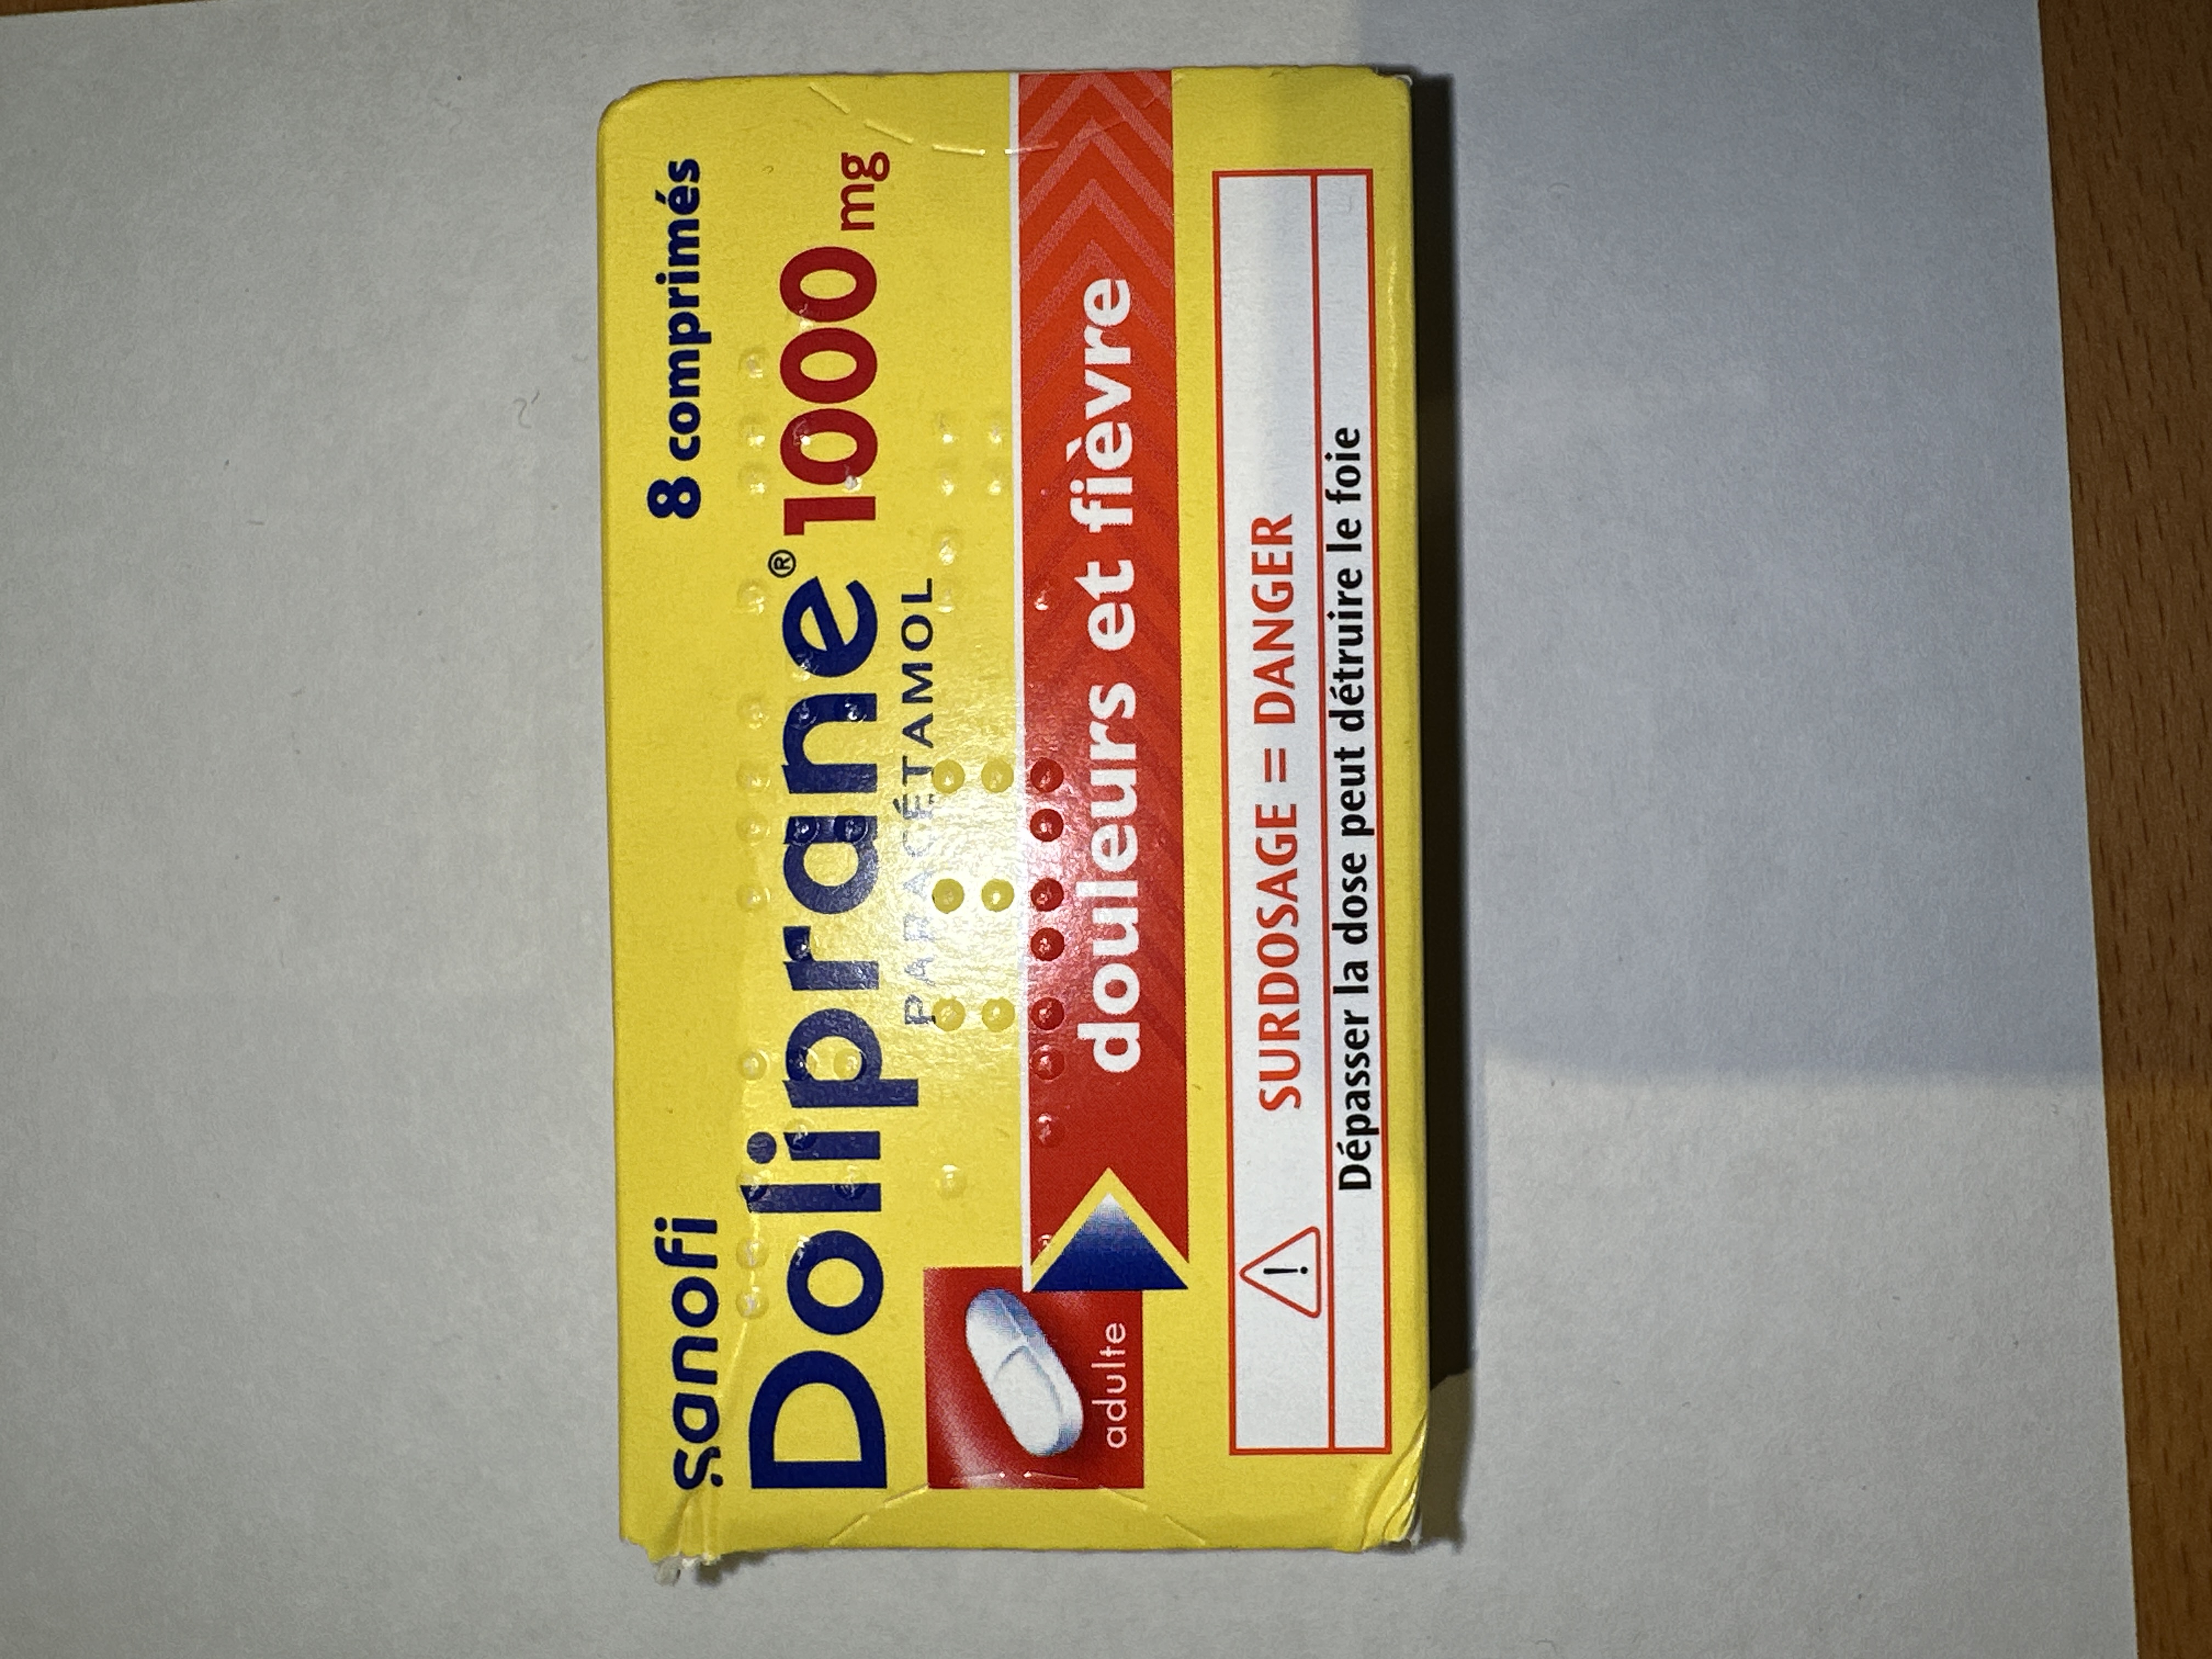 sanofi
8 comprimés
Doliprane® 1000 mg
PARACÉTAMOL
douleurs et fièvre
adulte
SURDOSAGE = DANGER
Dépasser la dose peut détruire le foie